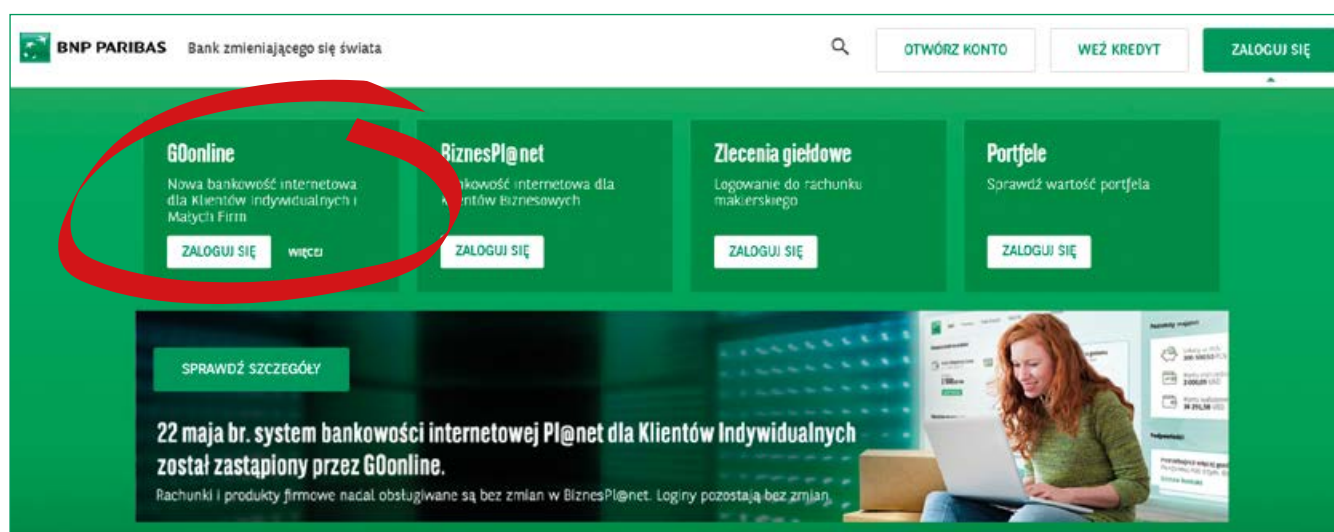 BNP PARIBAS Bank zmieniającego się świata
OTWÓRZ KONTO
WEŹ KREDYT
ZALOGUJ SIĘ
GOonline
Nowa bankowość internetowa
dla Klientów Indywidualnych i
Małych Firm
ZALOGUJ SIĘ
WIĘCEJ
BiznesPl@net
internetowa dla
Biznesowych
ZALOGUJ SIĘ
Zlecenia giełdowe
Logowanie do rachunku
maklerskiego
ZALOGUJ SIĘ
Portfele
Sprawdź wartość portfela
ZALOGUJ SIĘ
SPRAWDŹ SZCZEGÓŁY
22 maja br. system bankowości internetowej Pl@net dla Klientów Indywidualnych
został zastąpiony przez GOonline.
Rachunki i produkty firmowe nadal obsługiwane są bez zmian w BiznesPl@net. Loginy pozostają bez zmian.